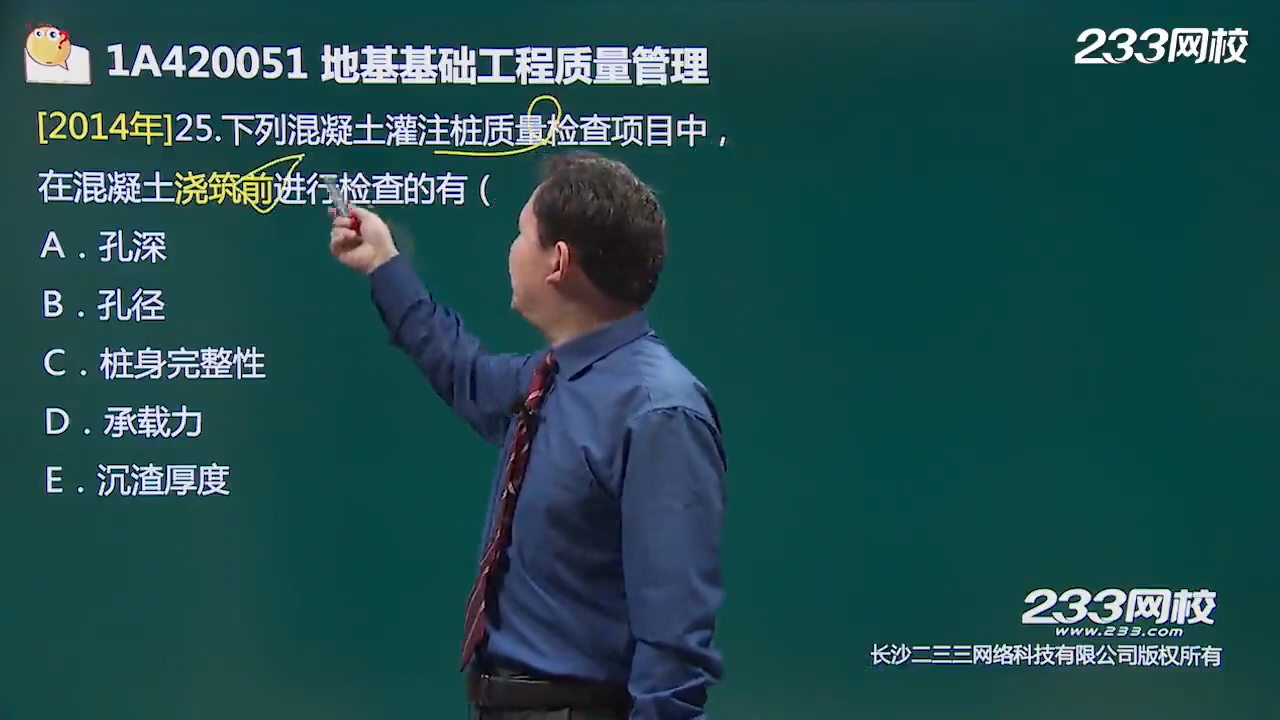 1A420051 地基基础工程质量管理
233网校
[2014年]25.下列混凝土灌注桩质量检查项目中，
在混凝土浇筑前进行检查的有（
A．孔深
B．孔径
C．桩身完整性
D．承载力
E．沉渣厚度
233网校
www.233.com
长沙二三三网络科技有限公司版权所有